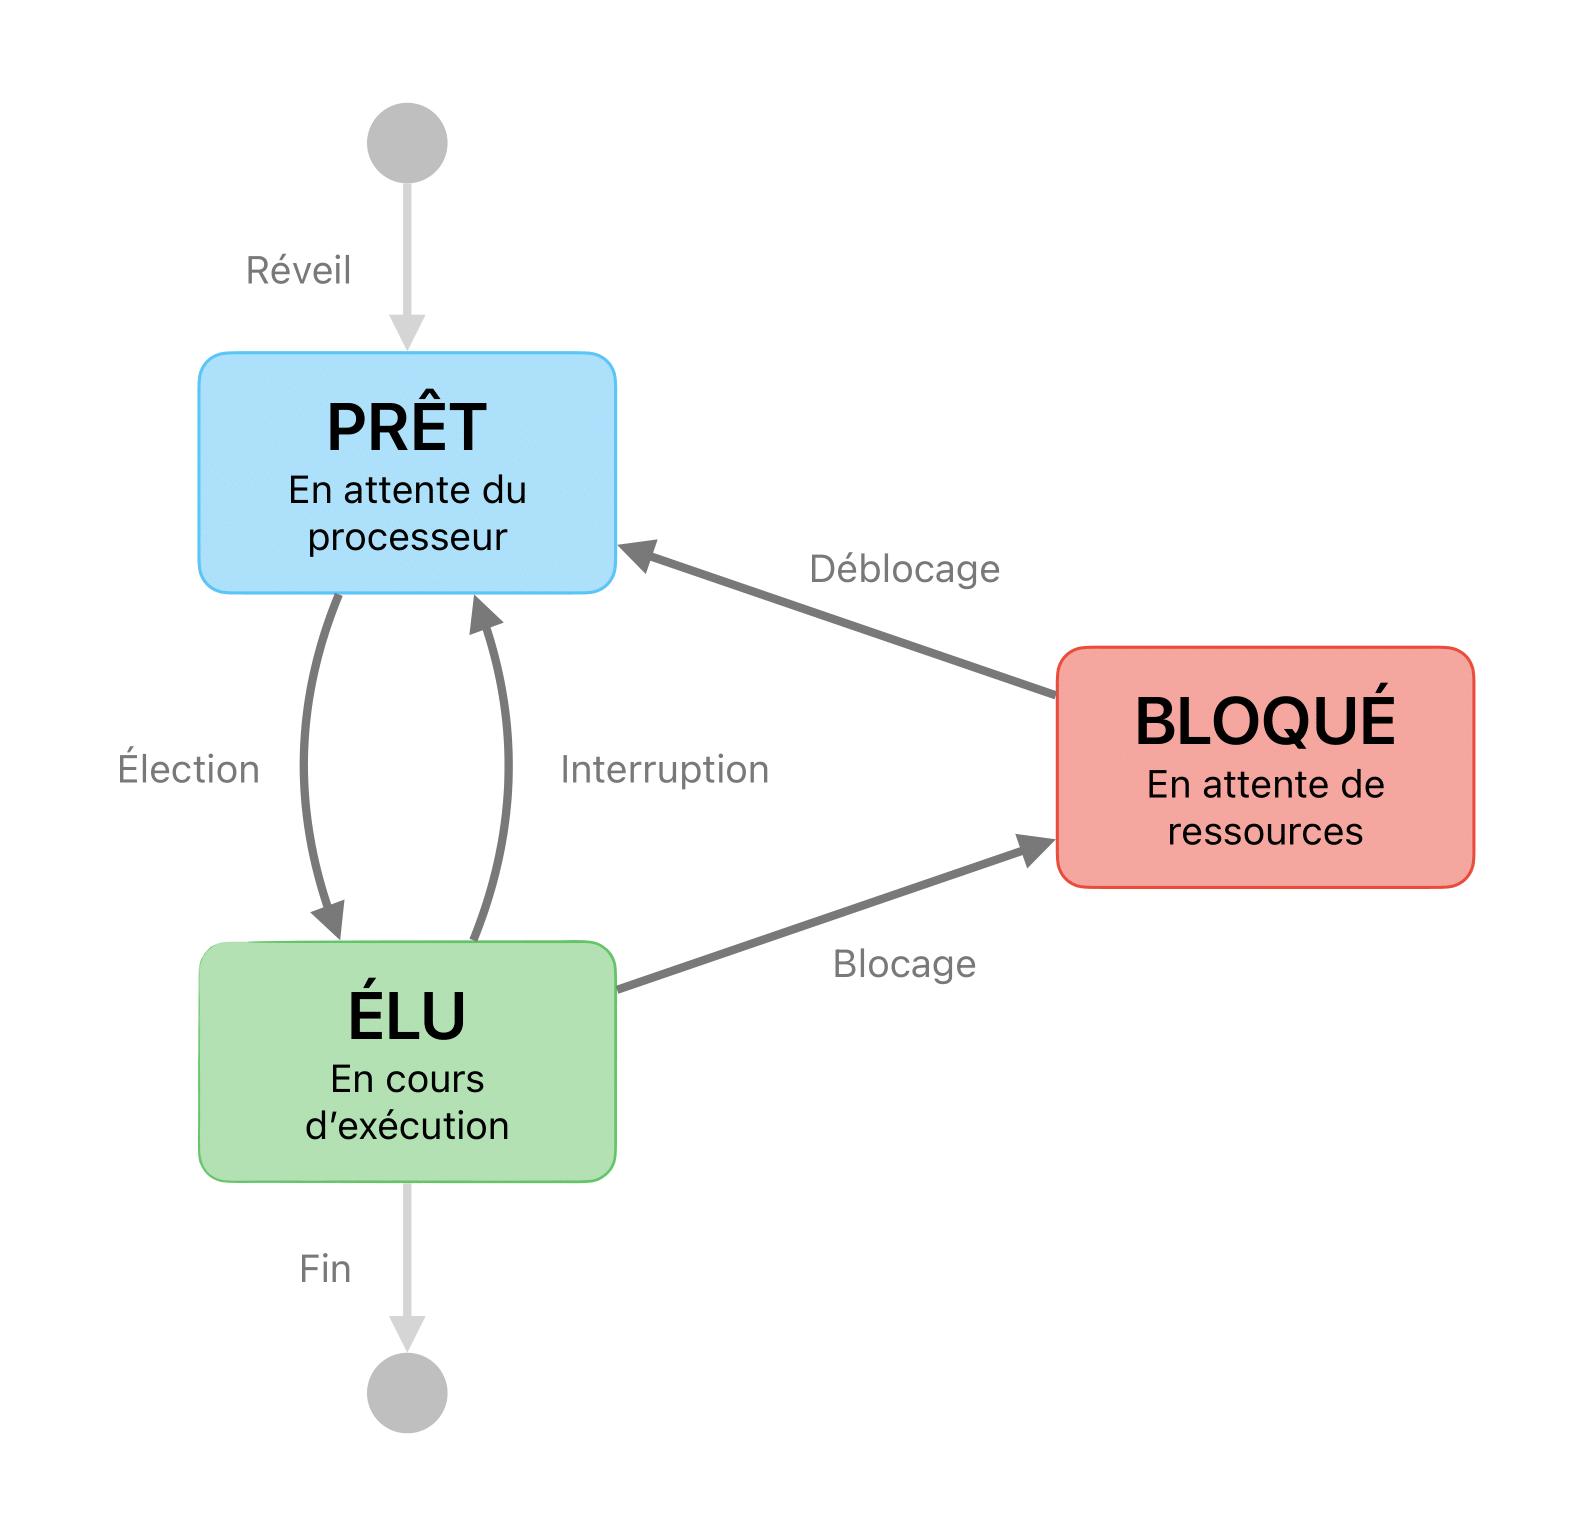 Réveil
PRÊT
En attente du
processeur
Déblocage
BLOQUÉ
En attente de
ressources
Élection
Interruption
Blocage
ÉLU
En cours
d’exécution
Fin